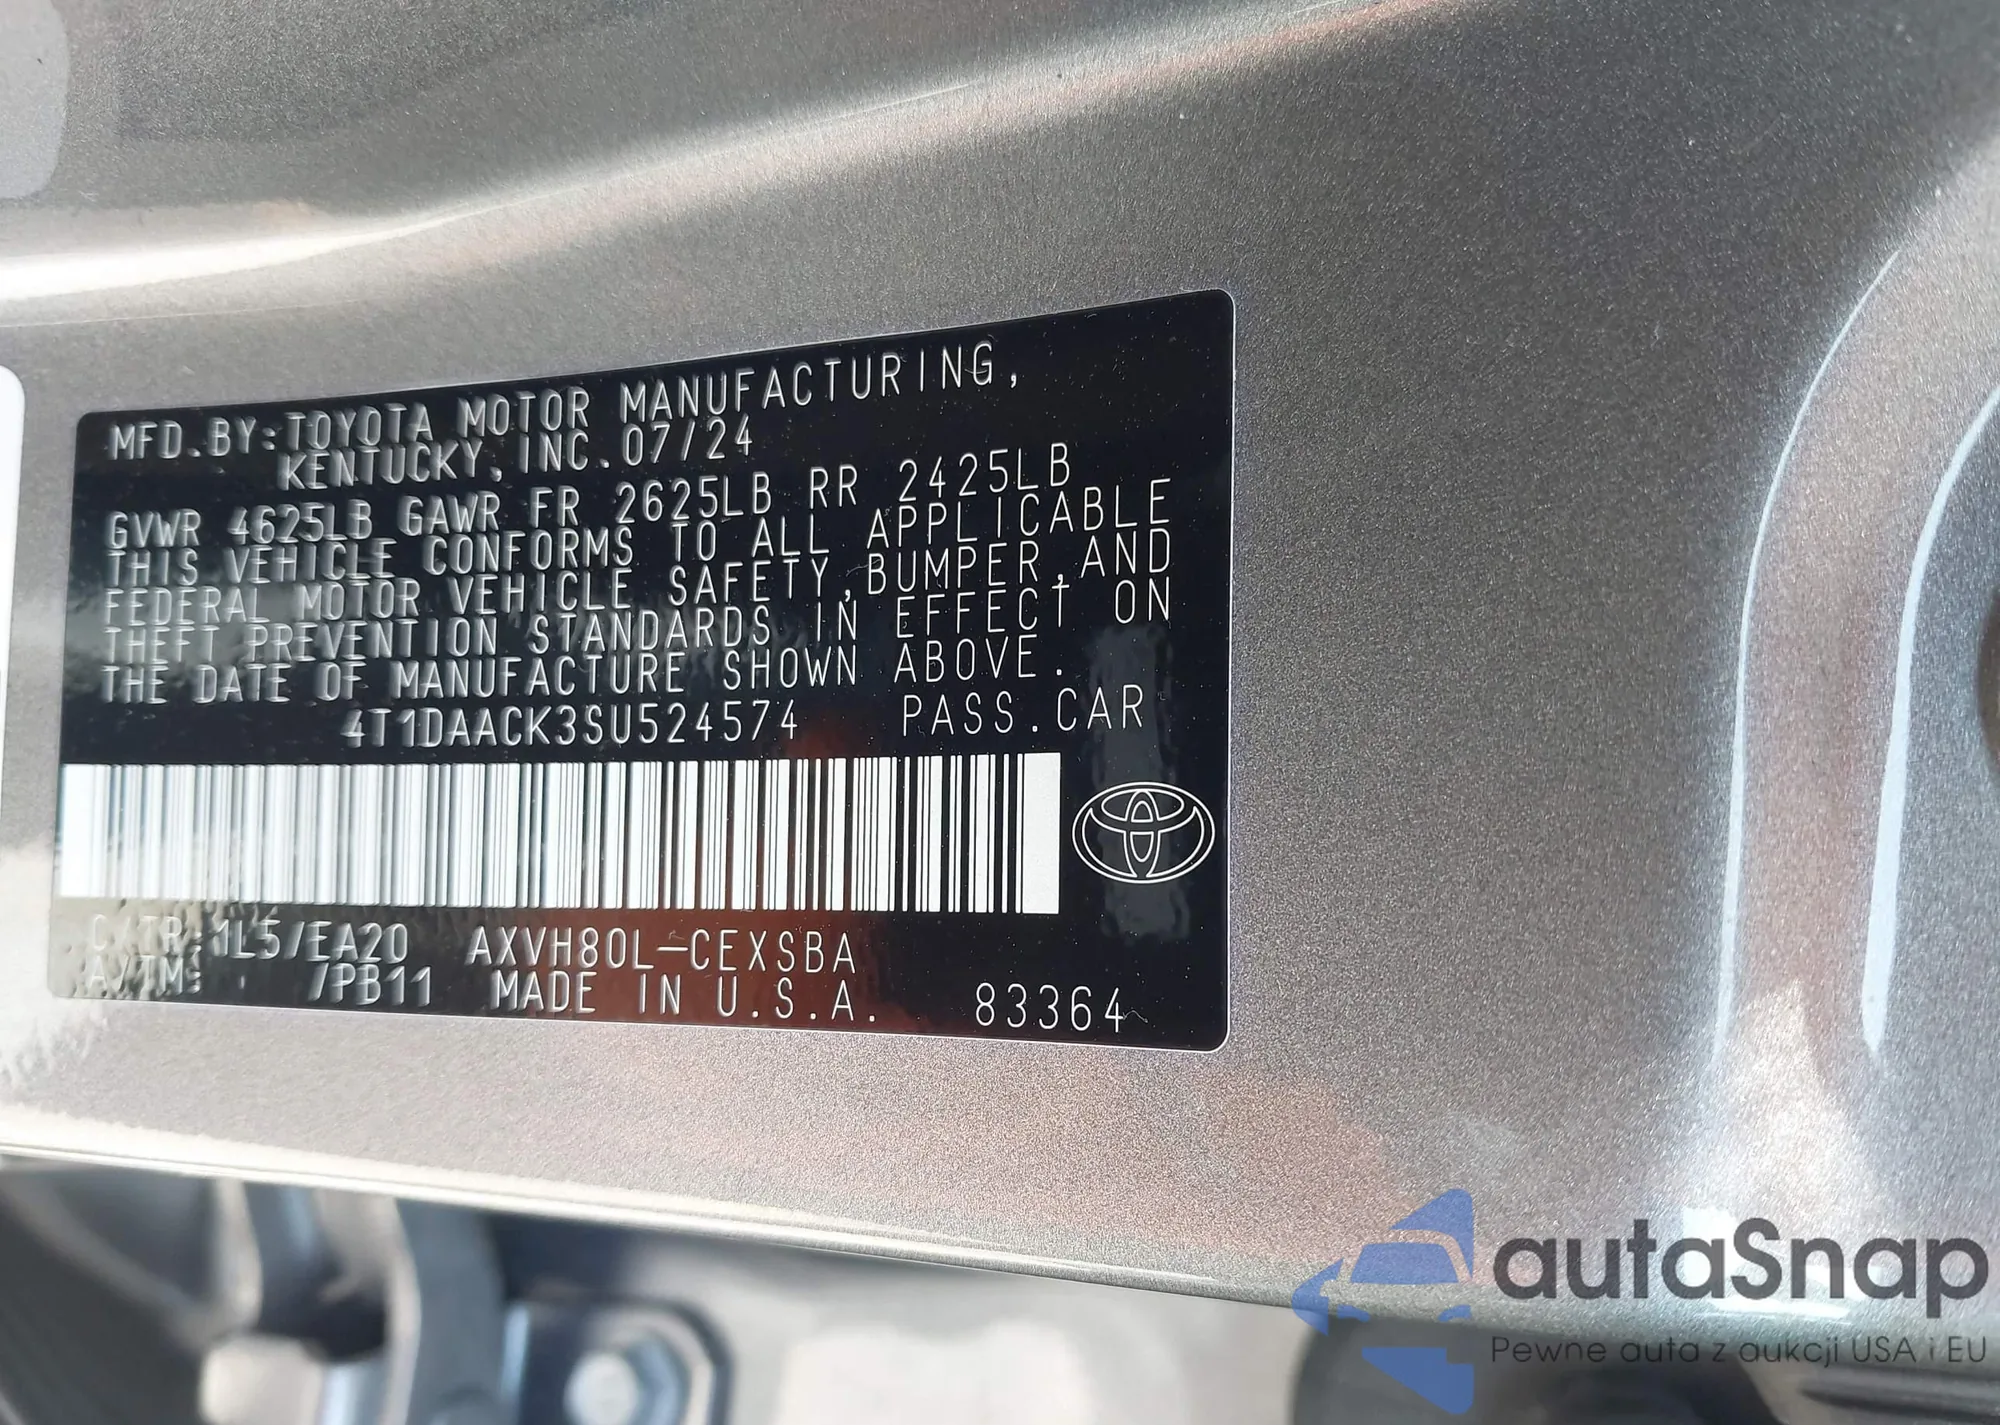 MFD.BY:TOYOTA MOTOR MANUFACTURING,
KENTUCKY, INC.07/24
GVWR 4625LB GAWR FR 2625LB RR 2425LB
THIS VEHICLE CONFORMS TO ALL APPLICABLE
FEDERAL MOTOR VEHICLE SAFETY,BUMPER,AND
THEFT PREVENTION STANDARDS IN EFFECT ON
THE DATE OF MANUFACTURE SHOWN ABOVE.
4T1DAACK3SU524574 PASS.CAR
C/TR:1L5/EA20 AXVH80L-CEXSBA
A/TM: /PB11 MADE IN U.S.A. 83364
autaSnap
Pewne auta z aukcji USA i EU